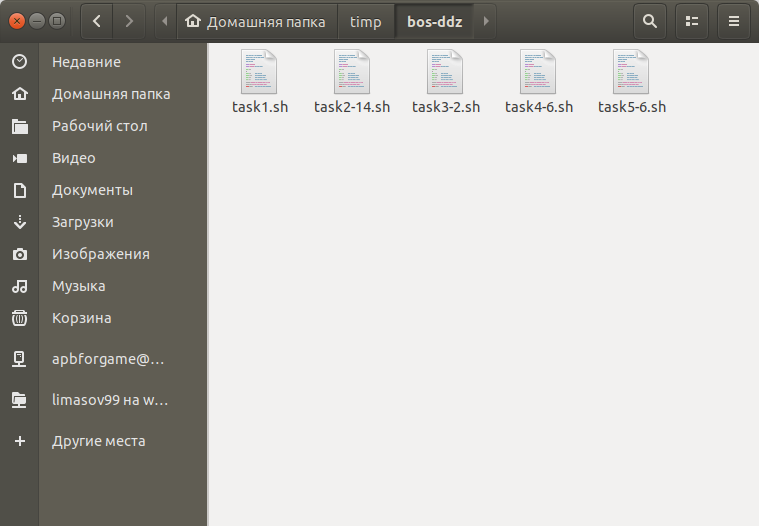 Домашняя папка timp bos-ddz
Недавние
Домашняя папка
Рабочий стол
Видео
Документы
Загрузки
Изображения
Музыка
Корзина
apbforgame@...
limasov99 на w...
Другие места
task1.sh task2-14.sh task3-2.sh task4-6.sh task5-6.sh